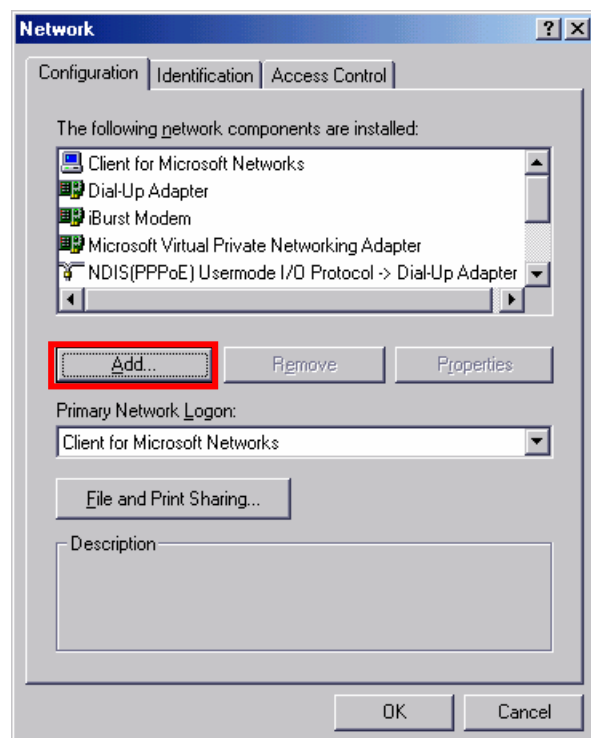 Network
Configuration Identification Access Control
The following network components are installed:
Client for Microsoft Networks
Dial-Up Adapter
iBurst Modem
Microsoft Virtual Private Networking Adapter
NDIS(PPPoE) Usermode I/O Protocol -> Dial-Up Adapter
Add... Remove Properties
Primary Network Logon:
Client for Microsoft Networks
File and Print Sharing...
Description
OK Cancel